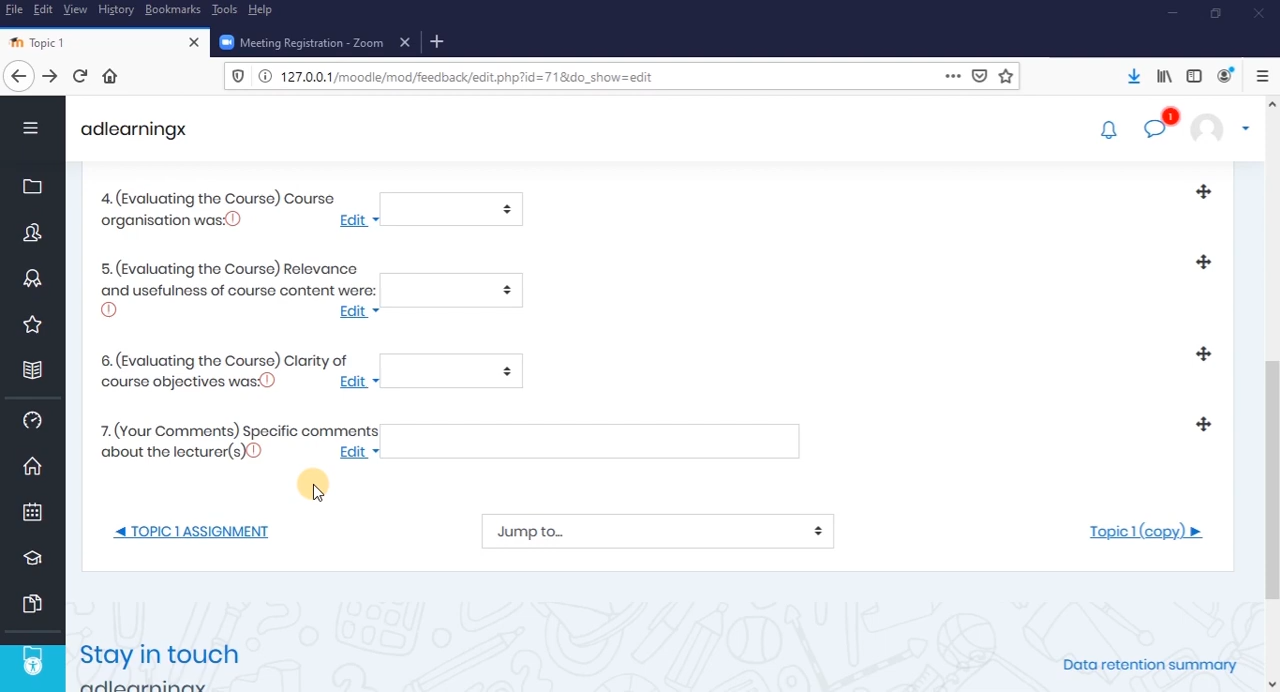 File Edit View History Bookmarks Tools Help
Topic 1
Meeting Registration - Zoom
127.0.0.1/moodle/mod/feedback/edit.php?id=71&do_show=edit
adlearningx
1
4. (Evaluating the Course) Course
organisation was:
Edit
5. (Evaluating the Course) Relevance
and usefulness of course content were:
Edit
6. (Evaluating the Course) Clarity of
course objectives was:
Edit
7. (Your Comments) Specific comments
about the lecturer(s)
Edit
◄ TOPIC 1 ASSIGNMENT
Jump to...
Topic 1 (copy) ►
Stay in touch
Data retention summary
adlearningx